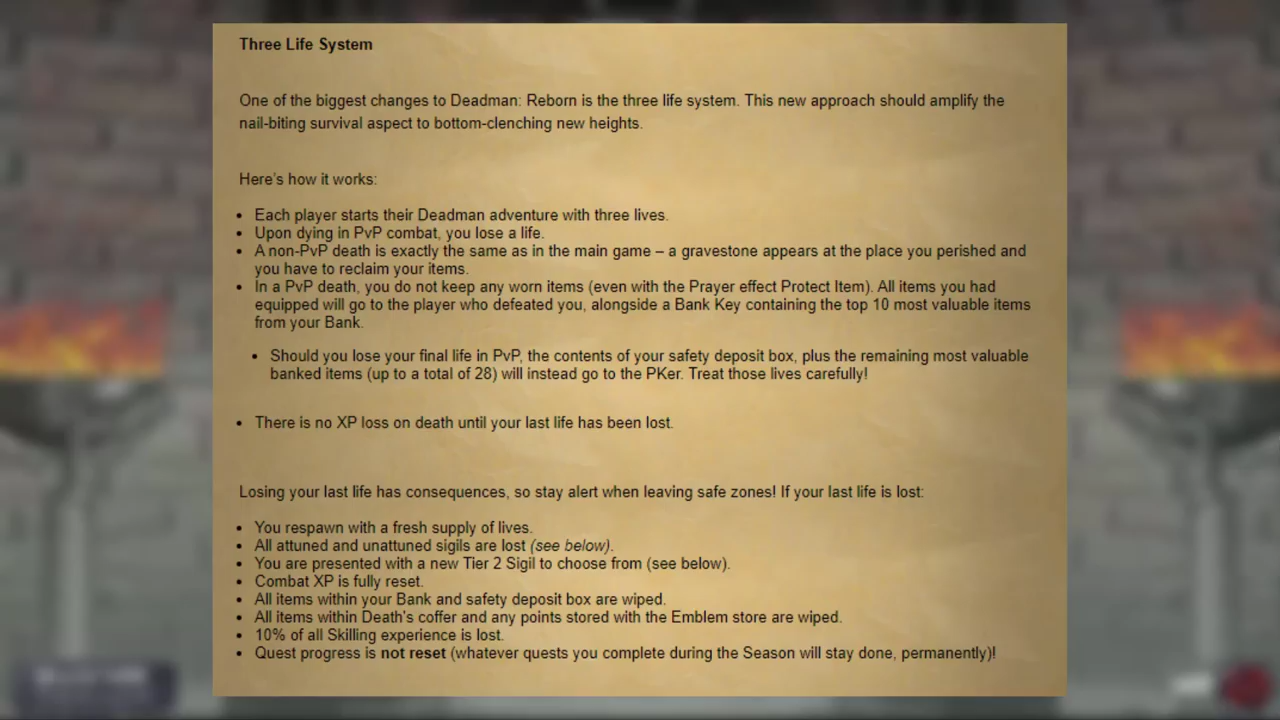 Three Life System
One of the biggest changes to Deadman: Reborn is the three life system. This new approach should amplify the
nail-biting survival aspect to bottom-clenching new heights.
Here's how it works:
• Each player starts their Deadman adventure with three lives.
• Upon dying in PvP combat, you lose a life.
• A non-PvP death is exactly the same as in the main game – a gravestone appears at the place you perished and
you have to reclaim your items.
• In a PvP death, you do not keep any worn items (even with the Prayer effect Protect Item). All items you had
equipped will go to the player who defeated you, alongside a Bank Key containing the top 10 most valuable items
from your Bank.
• Should you lose your final life in PvP, the contents of your safety deposit box, plus the remaining most valuable
banked items (up to a total of 28) will instead go to the PKer. Treat those lives carefully!
• There is no XP loss on death until your last life has been lost.
Losing your last life has consequences, so stay alert when leaving safe zones! If your last life is lost:
• You respawn with a fresh supply of lives.
• All attuned and unattuned sigils are lost (see below).
• You are presented with a new Tier 2 Sigil to choose from (see below).
• Combat XP is fully reset.
• All items within your Bank and safety deposit box are wiped.
• All items within Death's coffer and any points stored with the Emblem store are wiped.
• 10% of all Skilling experience is lost.
• Quest progress is not reset (whatever quests you complete during the Season will stay done, permanently)!